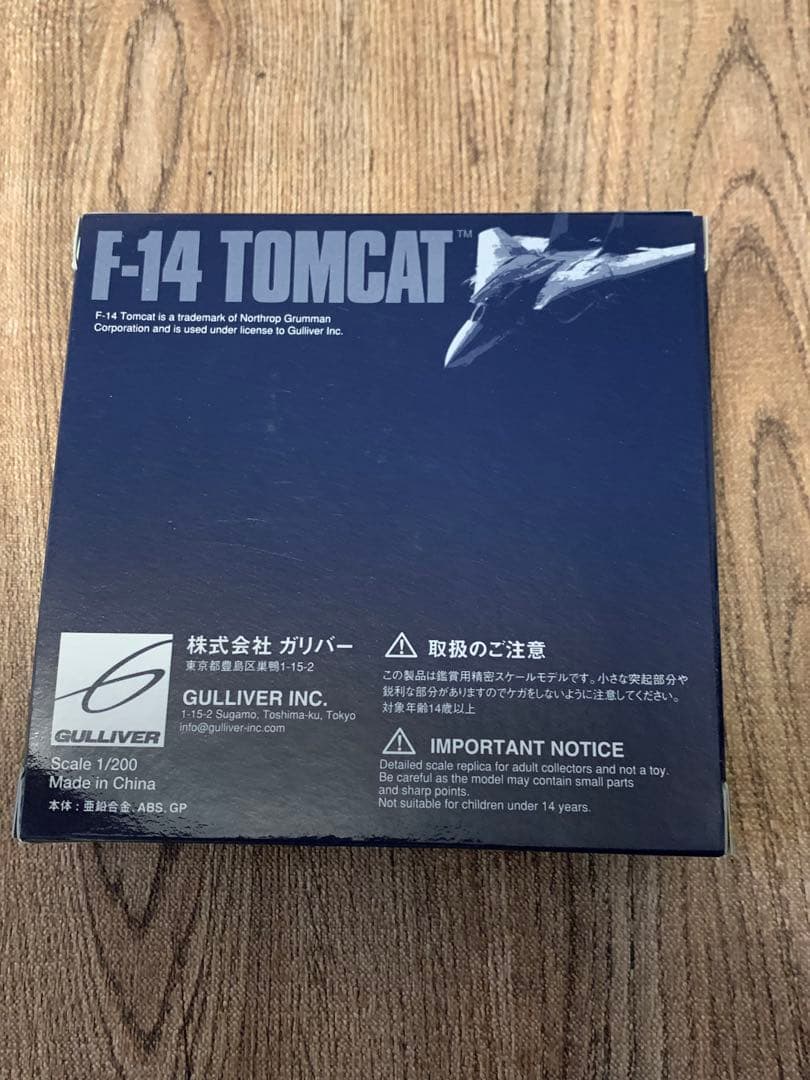 F-14 TOMCAT™
F-14 Tomcat is a trademark of Northrop Grumman
Corporation and is used under license to Gulliver Inc.
GULLIVER
株式会社 ガリバー
東京都豊島区巣鴨1-15-2
GULLIVER INC.
1-15-2 Sugamo, Toshima-ku, Tokyo
info@gulliver-inc.com
Scale 1/200
Made in China
本体：亜鉛合金、ABS、GP
⚠ 取扱のご注意
この製品は鑑賞用精密スケールモデルです。小さな突起部分や
鋭利な部分がありますのでケガをしないように注意してください。
対象年齢14歳以上
⚠ IMPORTANT NOTICE
Detailed scale replica for adult collectors and not a toy.
Be careful as the model may contain small parts
and sharp points.
Not suitable for children under 14 years.